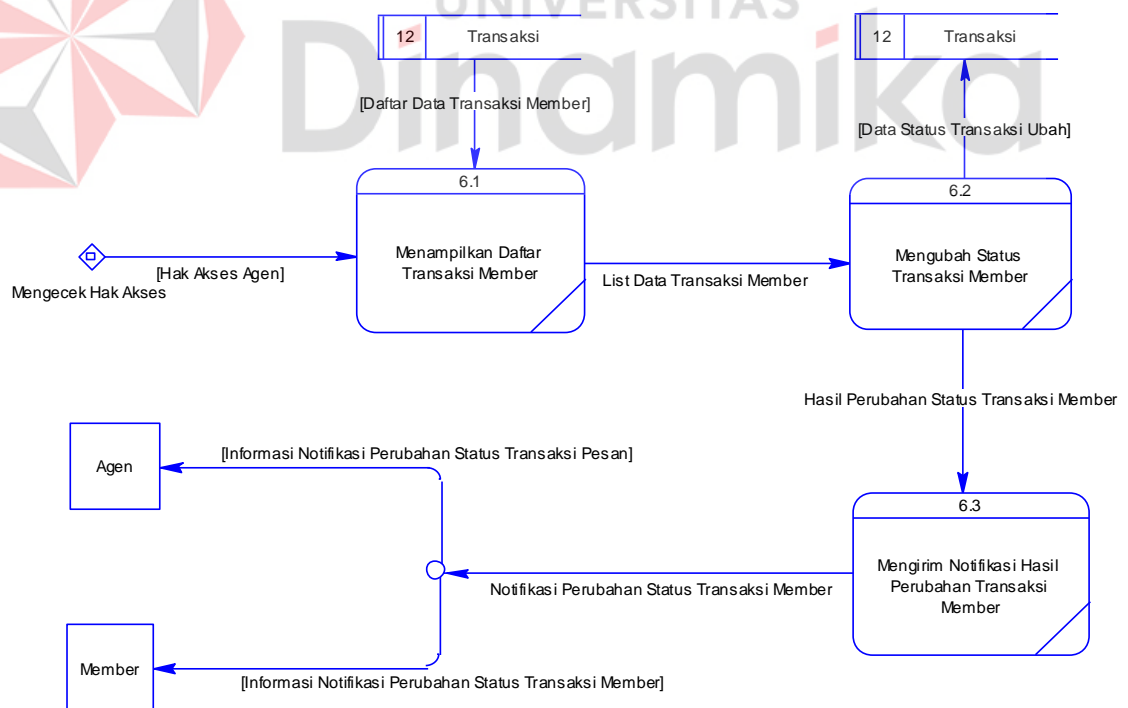 UNIVERSITAS
Dinamika
12 Transaksi
12 Transaksi
[Daftar Data Transaksi Member]
[Data Status Transaksi Ubah]
6.1
Menampilkan Daftar
Transaksi Member
6.2
Mengubah Status
Transaksi Member
[Hak Akses Agen]
Mengecek Hak Akses
List Data Transaksi Member
Hasil Perubahan Status Transaksi Member
Agen
[Informasi Notifikasi Perubahan Status Transaksi Pesan]
6.3
Mengirim Notifikasi Hasil
Perubahan Transaksi
Member
Notifikasi Perubahan Status Transaksi Member
Member
[Informasi Notifikasi Perubahan Status Transaksi Member]